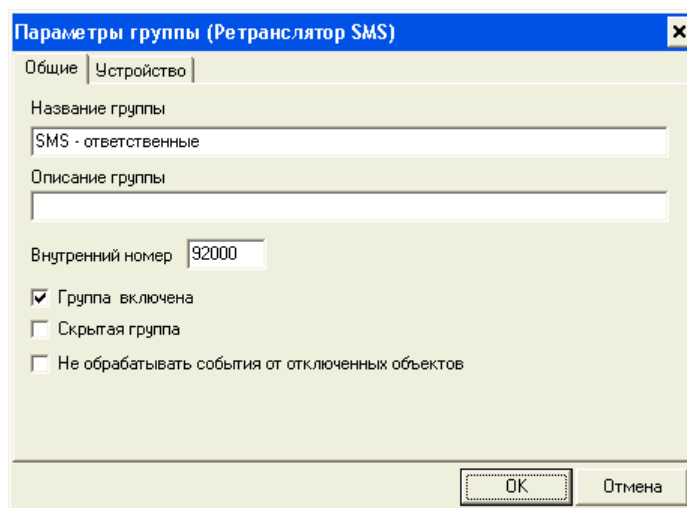 Параметры группы (Ретранслятор SMS)
Общие Устройство
Название группы
SMS - ответственные
Описание группы
Внутренний номер 92000
Группа включена
Скрытая группа
Не обрабатывать события от отключенных объектов
OK Отмена